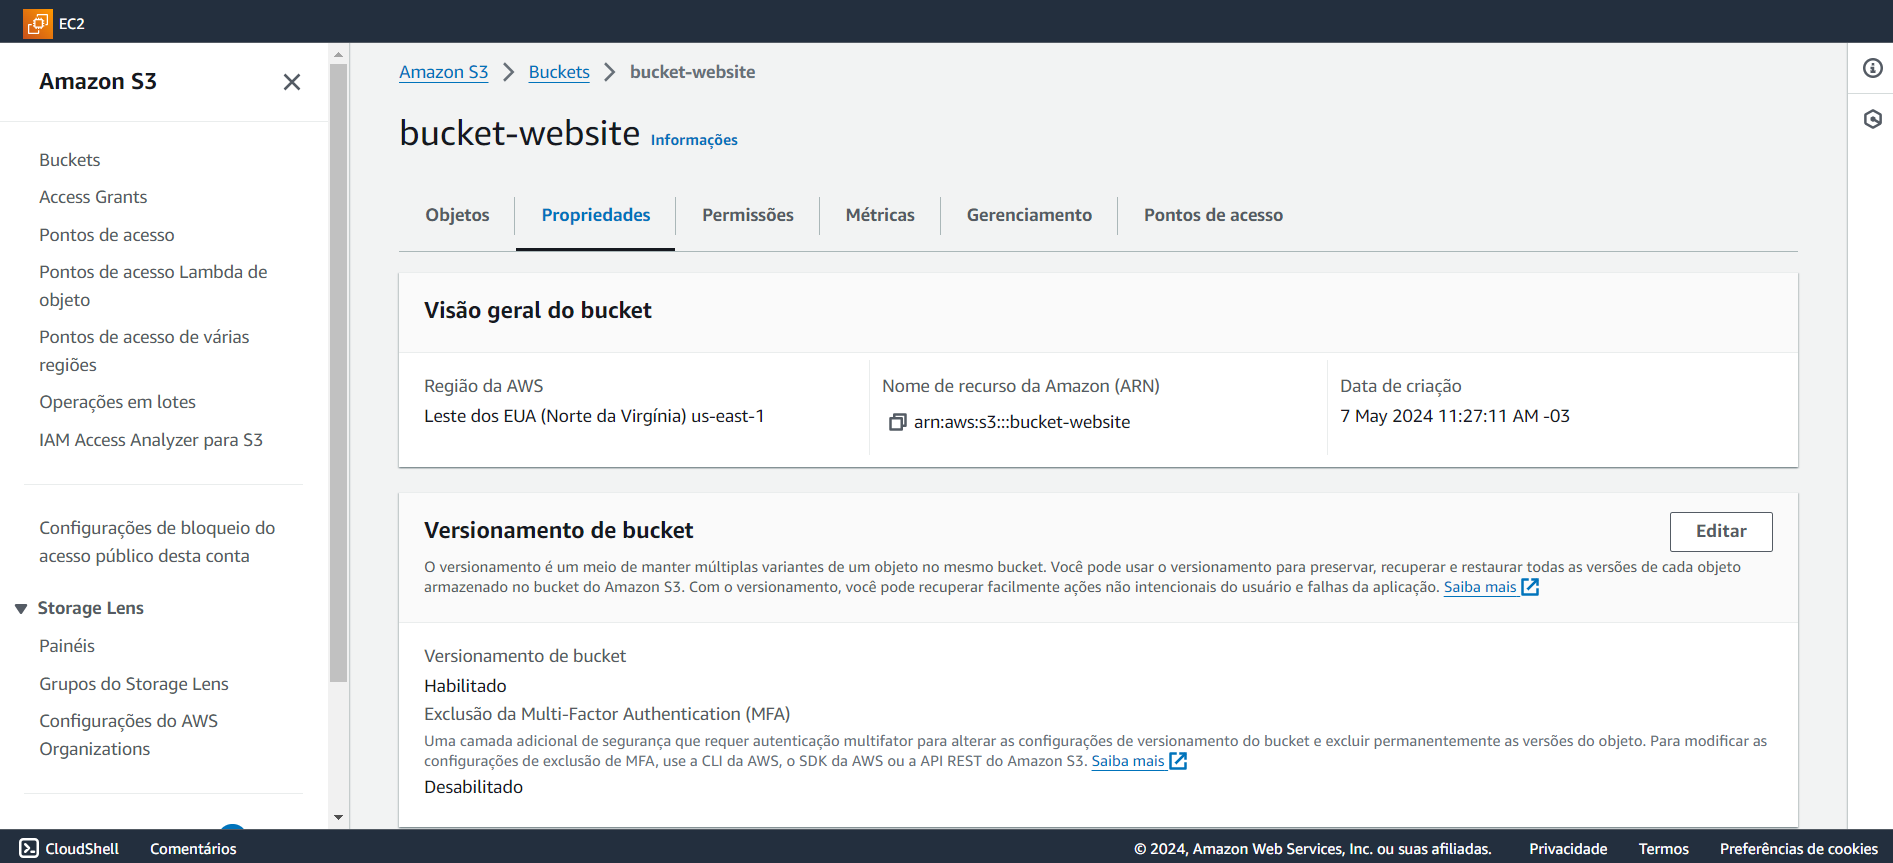 EC2
Amazon S3
Buckets
Access Grants
Pontos de acesso
Pontos de acesso Lambda de
objeto
Pontos de acesso de várias
regiões
Operações em lotes
IAM Access Analyzer para S3
Configurações de bloqueio do
acesso público desta conta
Storage Lens
Painéis
Grupos do Storage Lens
Configurações do AWS
Organizations
Amazon S3 > Buckets > bucket-website
bucket-website Informações
Objetos Propriedades Permissões Métricas Gerenciamento Pontos de acesso
Visão geral do bucket
Região da AWS
Leste dos EUA (Norte da Virgínia) us-east-1
Nome de recurso da Amazon (ARN)
arn:aws:s3:::bucket-website
Data de criação
7 May 2024 11:27:11 AM -03
Versionamento de bucket
Editar
O versionamento é um meio de manter múltiplas variantes de um objeto no mesmo bucket. Você pode usar o versionamento para preservar, recuperar e restaurar todas as versões de cada objeto
armazenado no bucket do Amazon S3. Com o versionamento, você pode recuperar facilmente ações não intencionais do usuário e falhas da aplicação. Saiba mais
Versionamento de bucket
Habilitado
Exclusão da Multi-Factor Authentication (MFA)
Uma camada adicional de segurança que requer autenticação multifator para alterar as configurações de versionamento do bucket e excluir permanentemente as versões do objeto. Para modificar as
configurações de exclusão de MFA, use a CLI da AWS, o SDK da AWS ou a API REST do Amazon S3. Saiba mais
Desabilitado
CloudShell Comentários © 2024, Amazon Web Services, Inc. ou suas afiliadas. Privacidade Termos Preferências de cookies